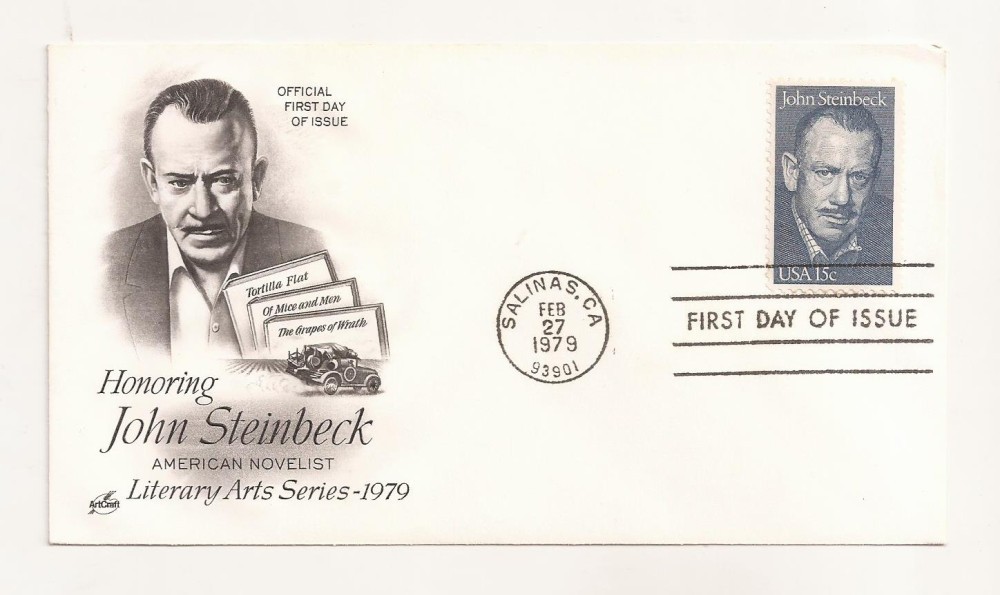 OFFICIAL
FIRST DAY
OF ISSUE
Tortilla Flat
Of Mice and Men
The Grapes of Wrath
Honoring
John Steinbeck
AMERICAN NOVELIST
Literary Arts Series-1979
ArtCraft
SALINAS, CA
FEB
27
1979
93901
John Steinbeck
USA 15c
FIRST DAY OF ISSUE